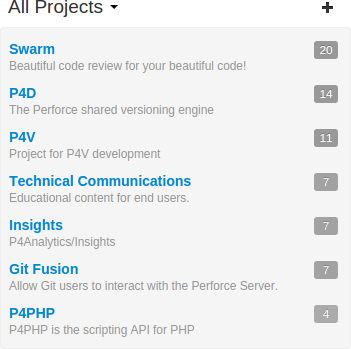 All Projects
Swarm 20
Beautiful code review for your beautiful code!
P4D 14
The Perforce shared versioning engine
P4V 11
Project for P4V development
Technical Communications 7
Educational content for end users.
Insights 7
P4Analytics/Insights
Git Fusion 7
Allow Git users to interact with the Perforce Server.
P4PHP 4
P4PHP is the scripting API for PHP